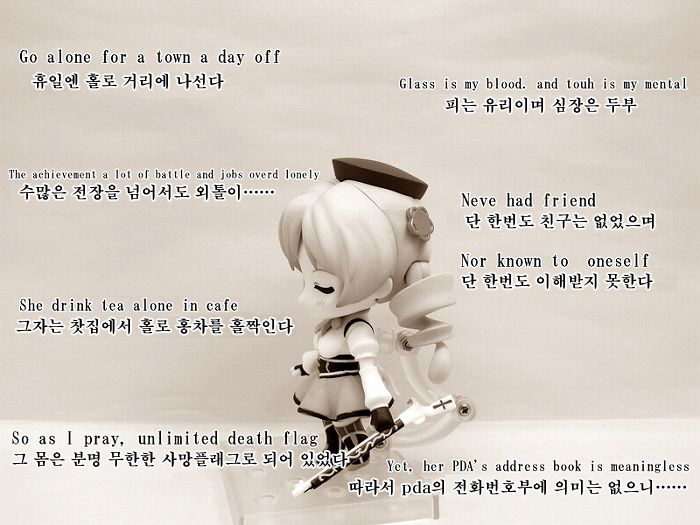 Go alone for a town a day off
휴일엔 홀로 거리에 나선다
Glass is my blood. and touh is my mental
피는 유리이며 심장은 두부
The achievement a lot of battle and jobs overd lonely
수많은 전장을 넘어서도 외톨이……
Neve had friend
단 한번도 친구는 없었으며
Nor known to oneself
단 한번도 이해받지 못한다
She drink tea alone in cafe
그자는 찻집에서 홀로 홍차를 홀짝인다
So as I pray, unlimited death flag
그 몸은 분명 무한한 사망플래그로 되어 있었다
Yet, her PDA's address book is meaningless
따라서 pda의 전화번호부에 의미는 없으니……